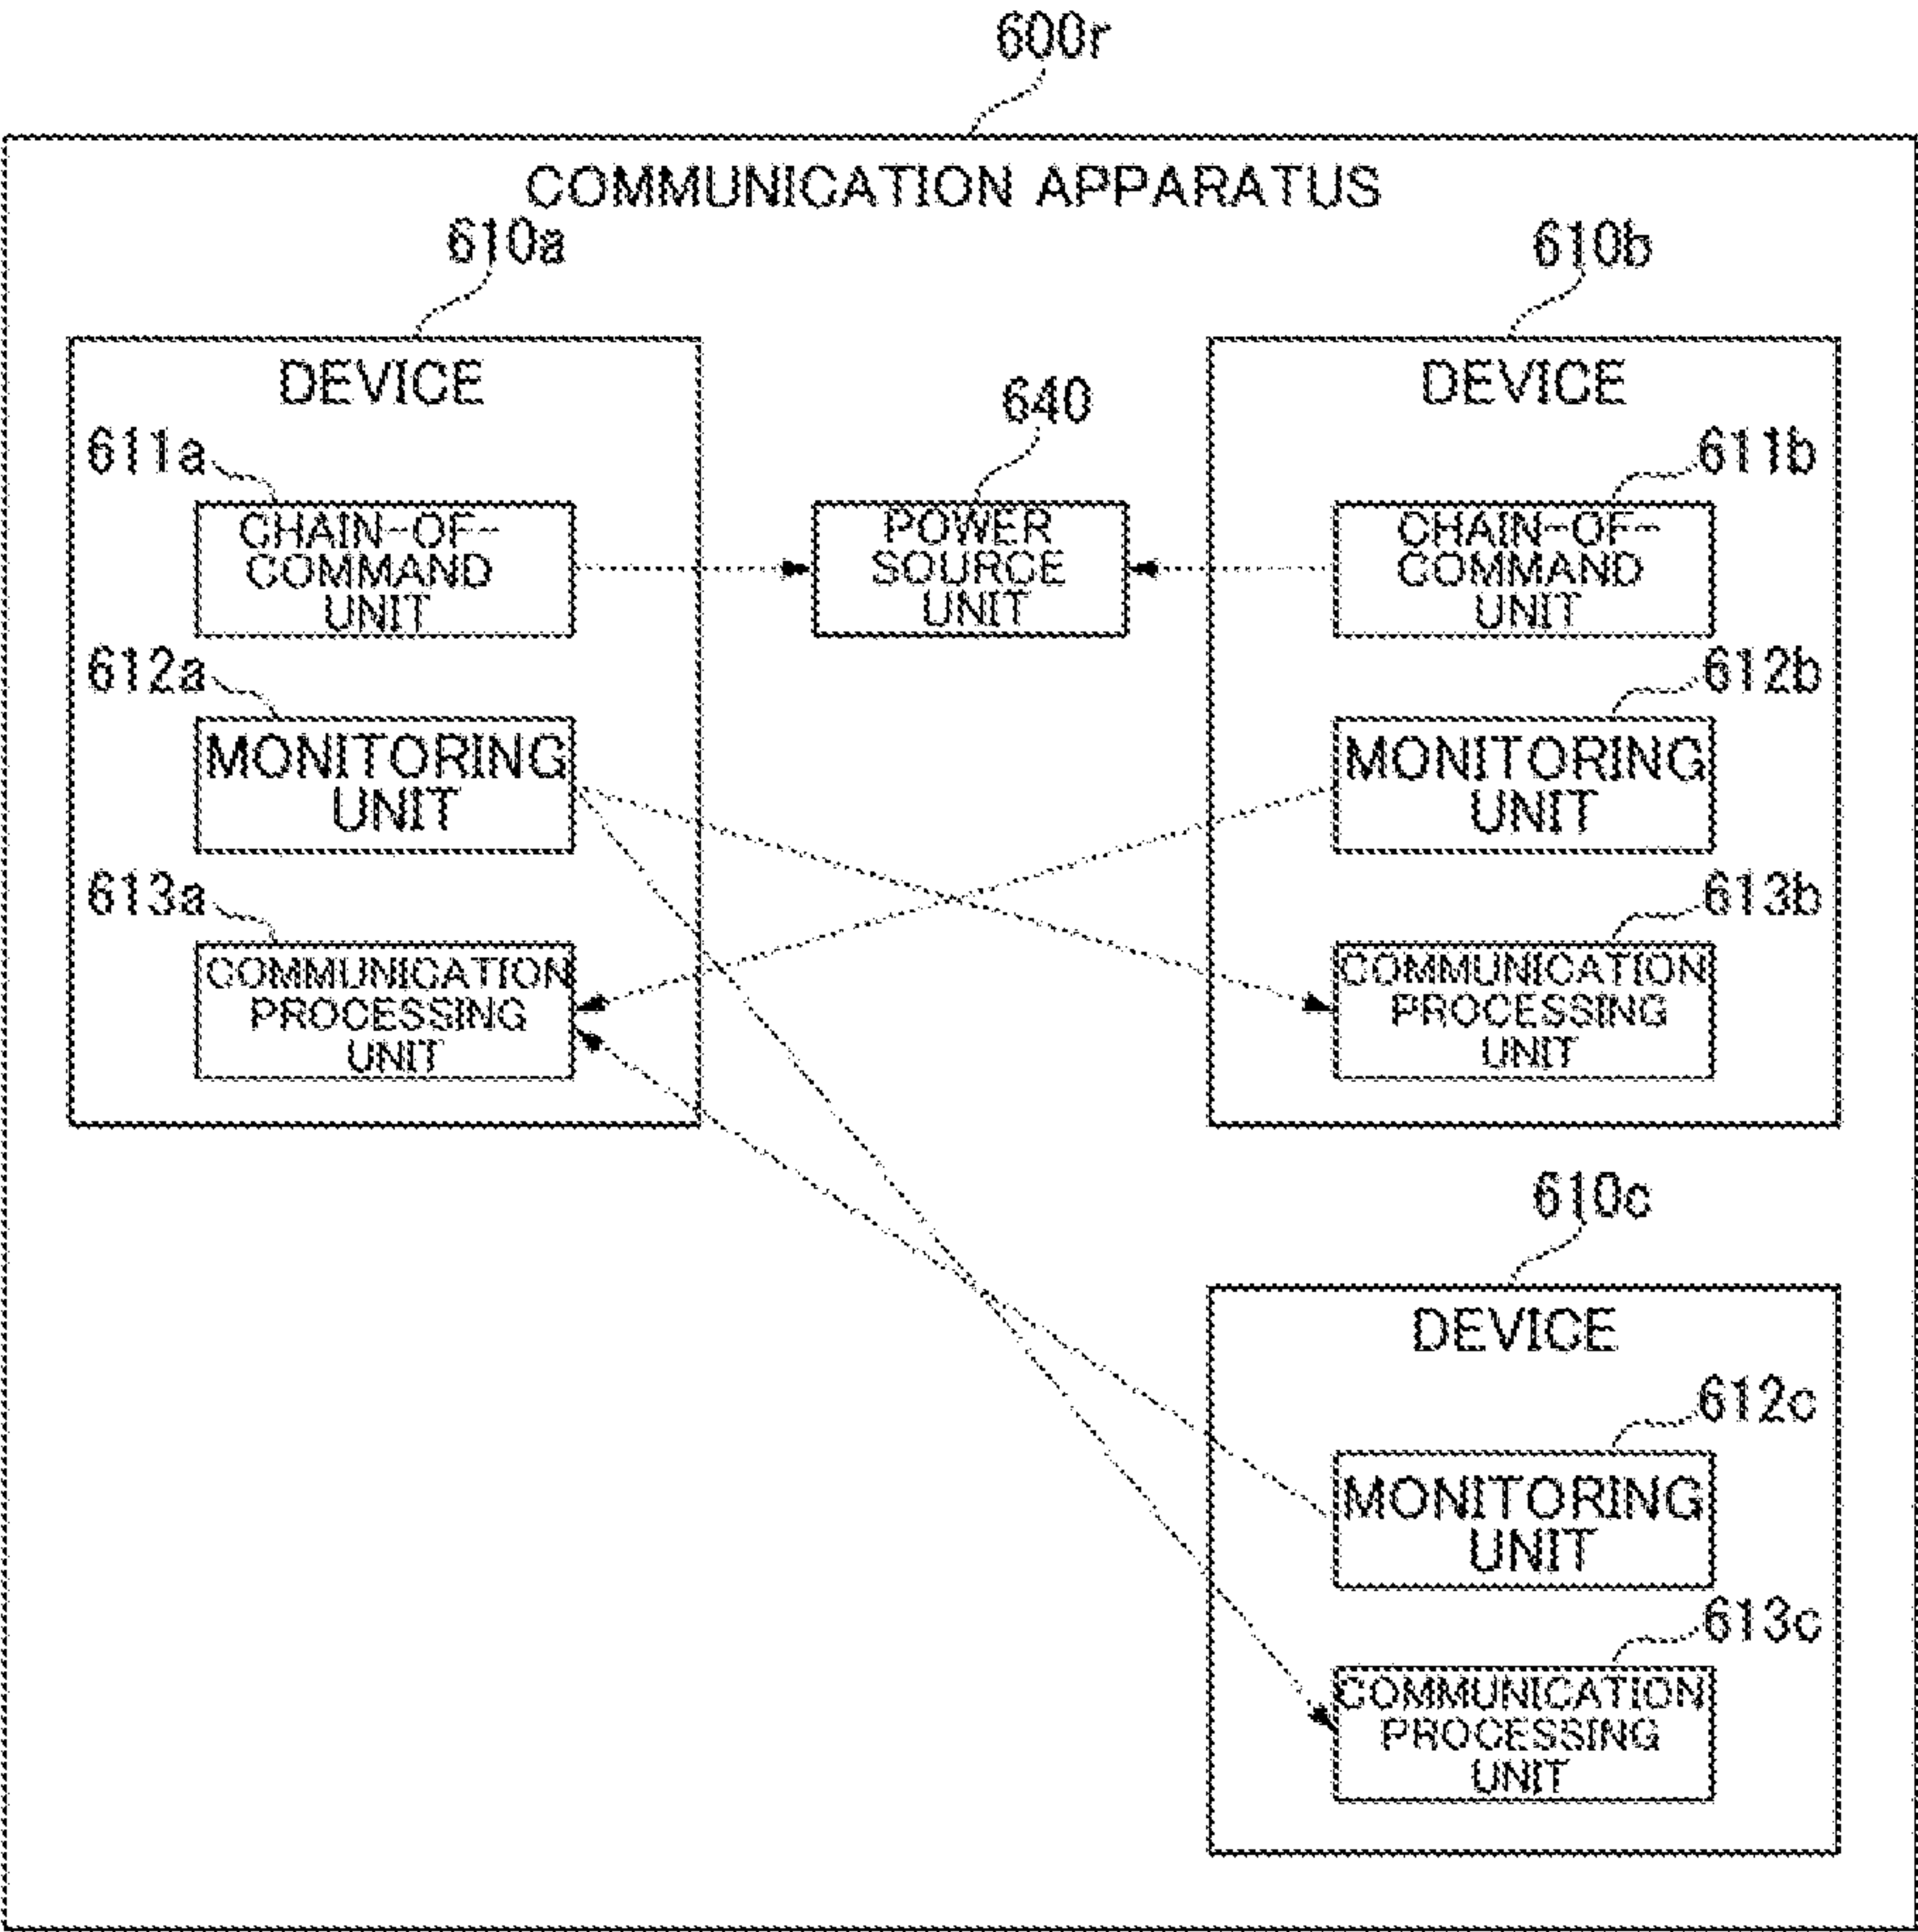 600r
COMMUNICATION APPARATUS
610a
610b
DEVICE
DEVICE
640
611a
611b
CHAIN-OF-
COMMAND
UNIT
POWER
SOURCE
UNIT
CHAIN-OF-
COMMAND
UNIT
612a
612b
MONITORING
UNIT
MONITORING
UNIT
613a
613b
COMMUNICATION
PROCESSING
UNIT
COMMUNICATION
PROCESSING
UNIT
610c
DEVICE
612c
MONITORING
UNIT
613c
COMMUNICATION
PROCESSING
UNIT